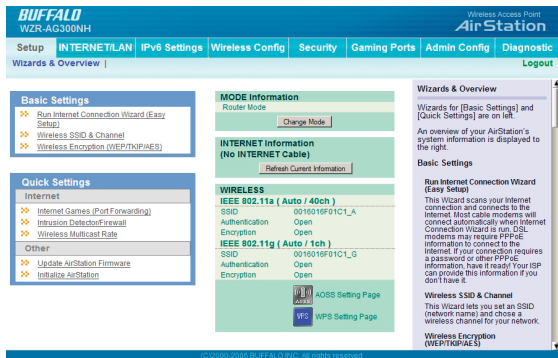 BUFFALO
WZR-AG300NH
Wireless Access Point
AirStation
Setup INTERNET/LAN IPv6 Settings Wireless Config Security Gaming Ports Admin Config Diagnostic
Wizards & Overview |
Logout
Basic Settings
Run Internet Connection Wizard (Easy
Setup)
Wireless SSID & Channel
Wireless Encryption (WEP/TKIP/AES)
Quick Settings
Internet
Internet Games (Port Forwarding)
Intrusion Detector/Firewall
Wireless Multicast Rate
Other
Update AirStation Firmware
Initialize AirStation
MODE Information
Router Mode
Change Mode
INTERNET Information
(No INTERNET Cable)
Refresh Current Information
WIRELESS
IEEE 802.11a ( Auto / 40ch )
SSID 0016016F01C1_A
Authentication Open
Encryption Open
IEEE 802.11g ( Auto / 1ch )
SSID 0016016F01C1_G
Authentication Open
Encryption Open
AOSS
AOSS Setting Page
WPS
WPS Setting Page
Wizards & Overview
Wizards for [Basic Settings] and
[Quick Settings] are on left.
An overview of your AirStation's
system information is displayed to
the right.
Basic Settings
Run Internet Connection Wizard
(Easy Setup)
This Wizard scans your Internet
connection and connects to the
Internet. Most cable modems will
connect automatically when Internet
Connection Wizard is run. DSL
modems may require PPPoE
information to connect to the
Internet. If your connection requires
a password or other PPPoE
information, have it ready! Your ISP
can provide this information if you
don't have it.
Wireless SSID & Channel
This Wizard lets you set an SSID
(network name) and chose a
wireless channel for your network.
Wireless Encryption
(WEP/TKIP/AES)
(C)2000-2006 BUFFALO INC. All rights reserved.